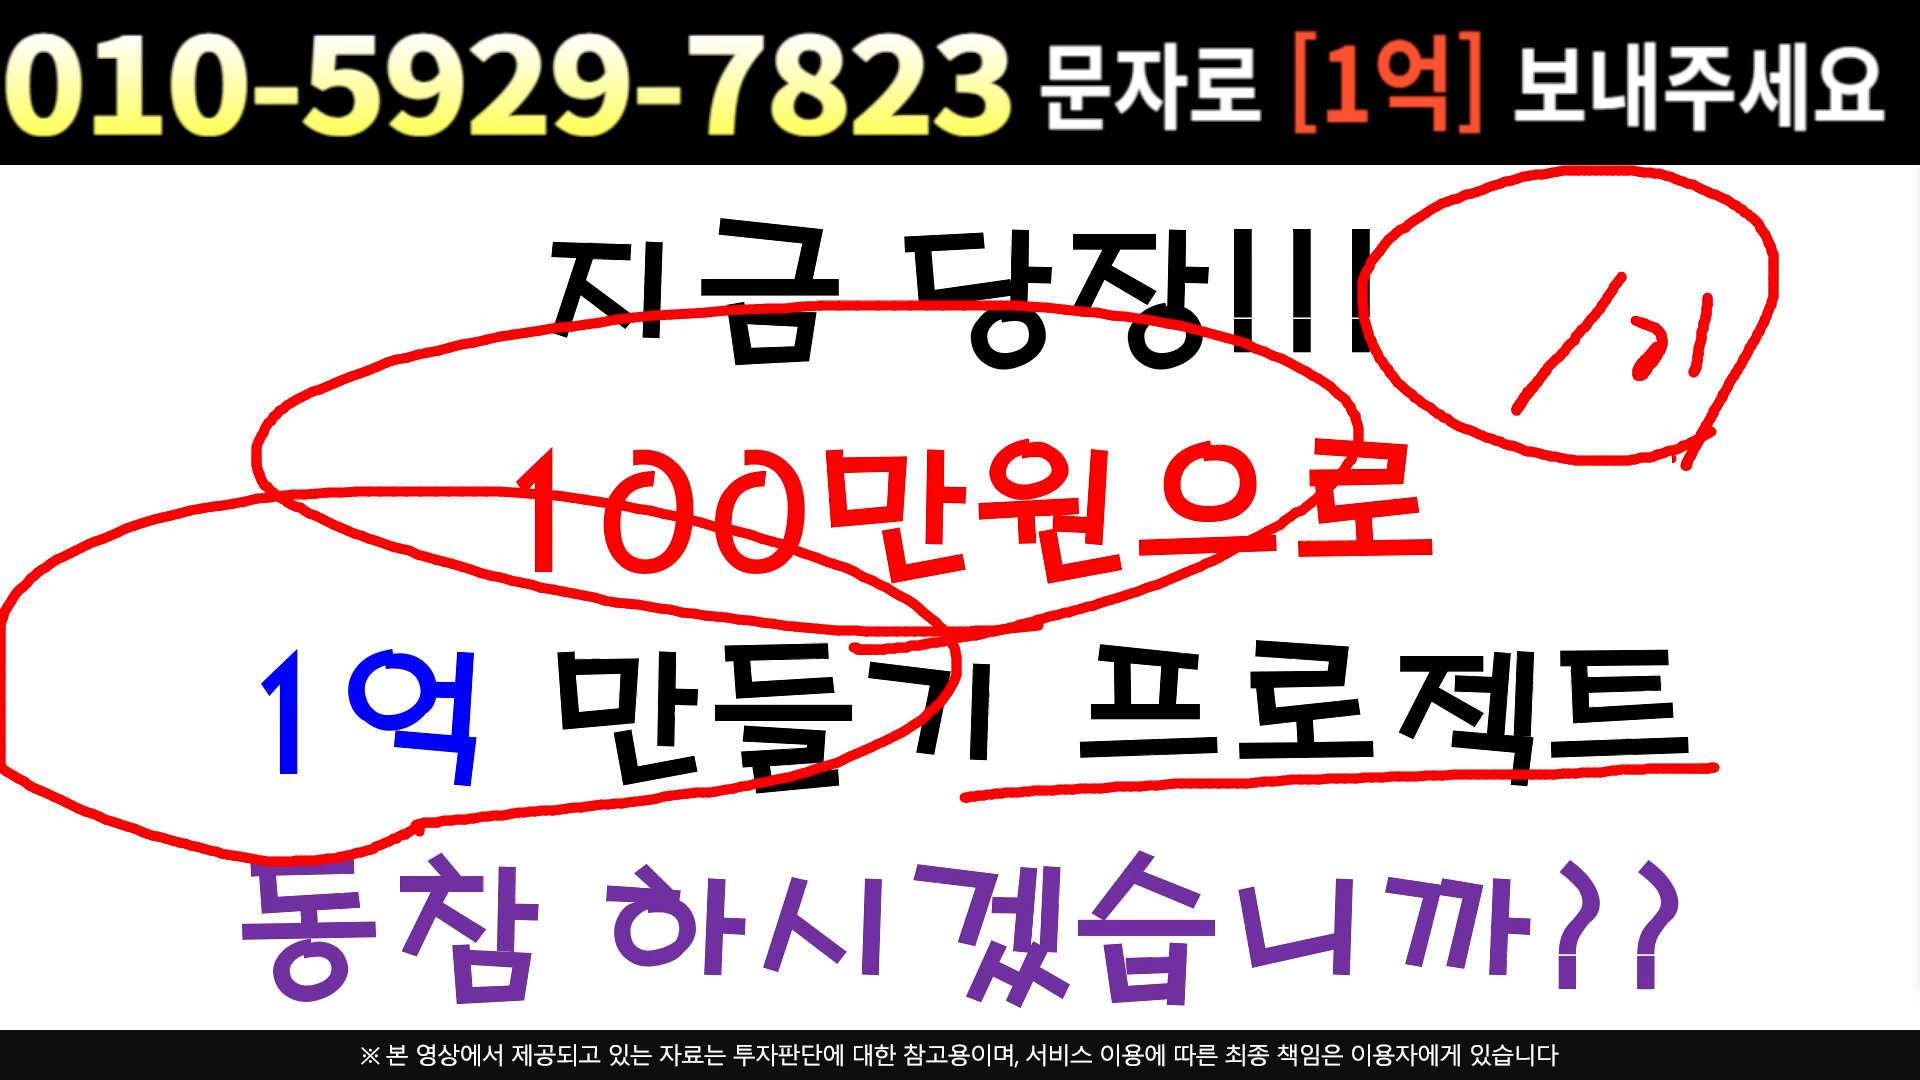 010-5929-7823 문자로 [1억] 보내주세요
지금 당장!!!
100만원으로
1억 만들기 프로젝트
동참 하시겠습니까??
※ 본 영상에서 제공되고 있는 자료는 투자판단에 대한 참고용이며, 서비스 이용에 따른 최종 책임은 이용자에게 있습니다